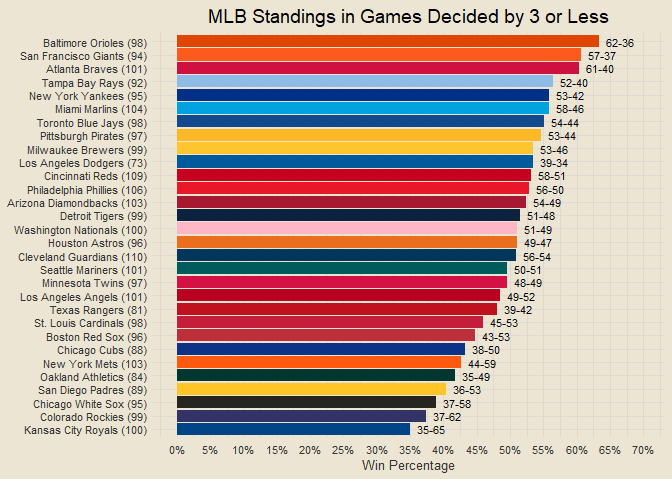 MLB Standings in Games Decided by 3 or Less
Baltimore Orioles (98) 62-36
San Francisco Giants (94) 57-37
Atlanta Braves (101) 61-40
Tampa Bay Rays (92) 52-40
New York Yankees (95) 53-42
Miami Marlins (104) 58-46
Toronto Blue Jays (98) 54-44
Pittsburgh Pirates (97) 53-44
Milwaukee Brewers (99) 53-46
Los Angeles Dodgers (73) 39-34
Cincinnati Reds (109) 58-51
Philadelphia Phillies (106) 56-50
Arizona Diamondbacks (103) 54-49
Detroit Tigers (99) 51-48
Washington Nationals (100) 51-49
Houston Astros (96) 49-47
Cleveland Guardians (110) 56-54
Seattle Mariners (101) 50-51
Minnesota Twins (97) 48-49
Los Angeles Angels (101) 49-52
Texas Rangers (81) 39-42
St. Louis Cardinals (98) 45-53
Boston Red Sox (96) 43-53
Chicago Cubs (88) 38-50
New York Mets (103) 44-59
Oakland Athletics (84) 35-49
San Diego Padres (89) 36-53
Chicago White Sox (95) 37-58
Colorado Rockies (99) 37-62
Kansas City Royals (100) 35-65
0% 5% 10% 15% 20% 25% 30% 35% 40% 45% 50% 55% 60% 65% 70%
Win Percentage